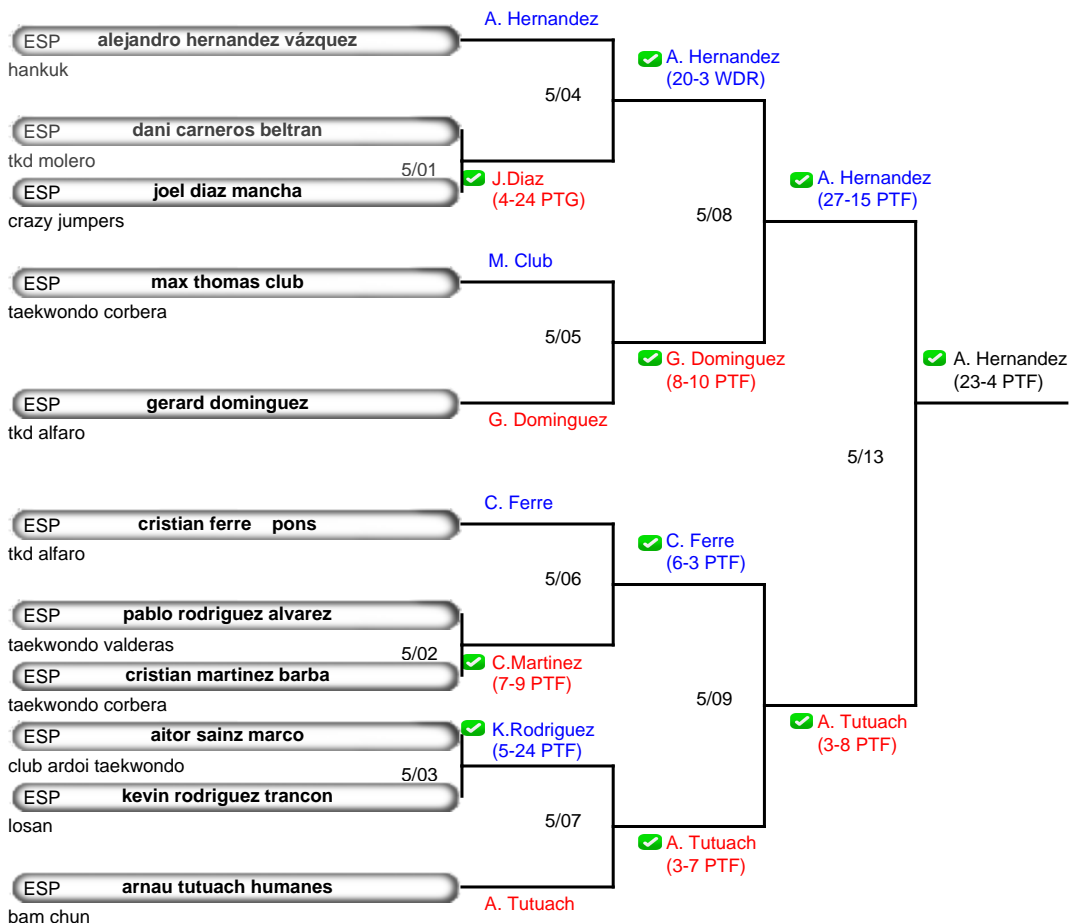 A. Hernandez
ESP alejandro hernandez vázquez
hankuk
A. Hernandez
(20-3 WDR)
5/04
ESP dani carneros beltran
tkd molero
5/01
J.Diaz
(4-24 PTG)
ESP joel diaz mancha
crazy jumpers
A. Hernandez
(27-15 PTF)
5/08
M. Club
ESP max thomas club
taekwondo corbera
5/05
G. Dominguez
(8-10 PTF)
A. Hernandez
(23-4 PTF)
ESP gerard dominguez
G. Dominguez
tkd alfaro
5/13
C. Ferre
ESP cristian ferre pons
tkd alfaro
C. Ferre
(6-3 PTF)
5/06
ESP pablo rodriguez alvarez
taekwondo valderas
5/02
C.Martinez
(7-9 PTF)
ESP cristian martinez barba
taekwondo corbera
5/09
A. Tutuach
(3-8 PTF)
K.Rodriguez
(5-24 PTF)
ESP aitor sainz marco
club ardoi taekwondo
5/03
ESP kevin rodriguez trancon
losan
5/07
A. Tutuach
(3-7 PTF)
ESP arnau tutuach humanes
A. Tutuach
bam chun